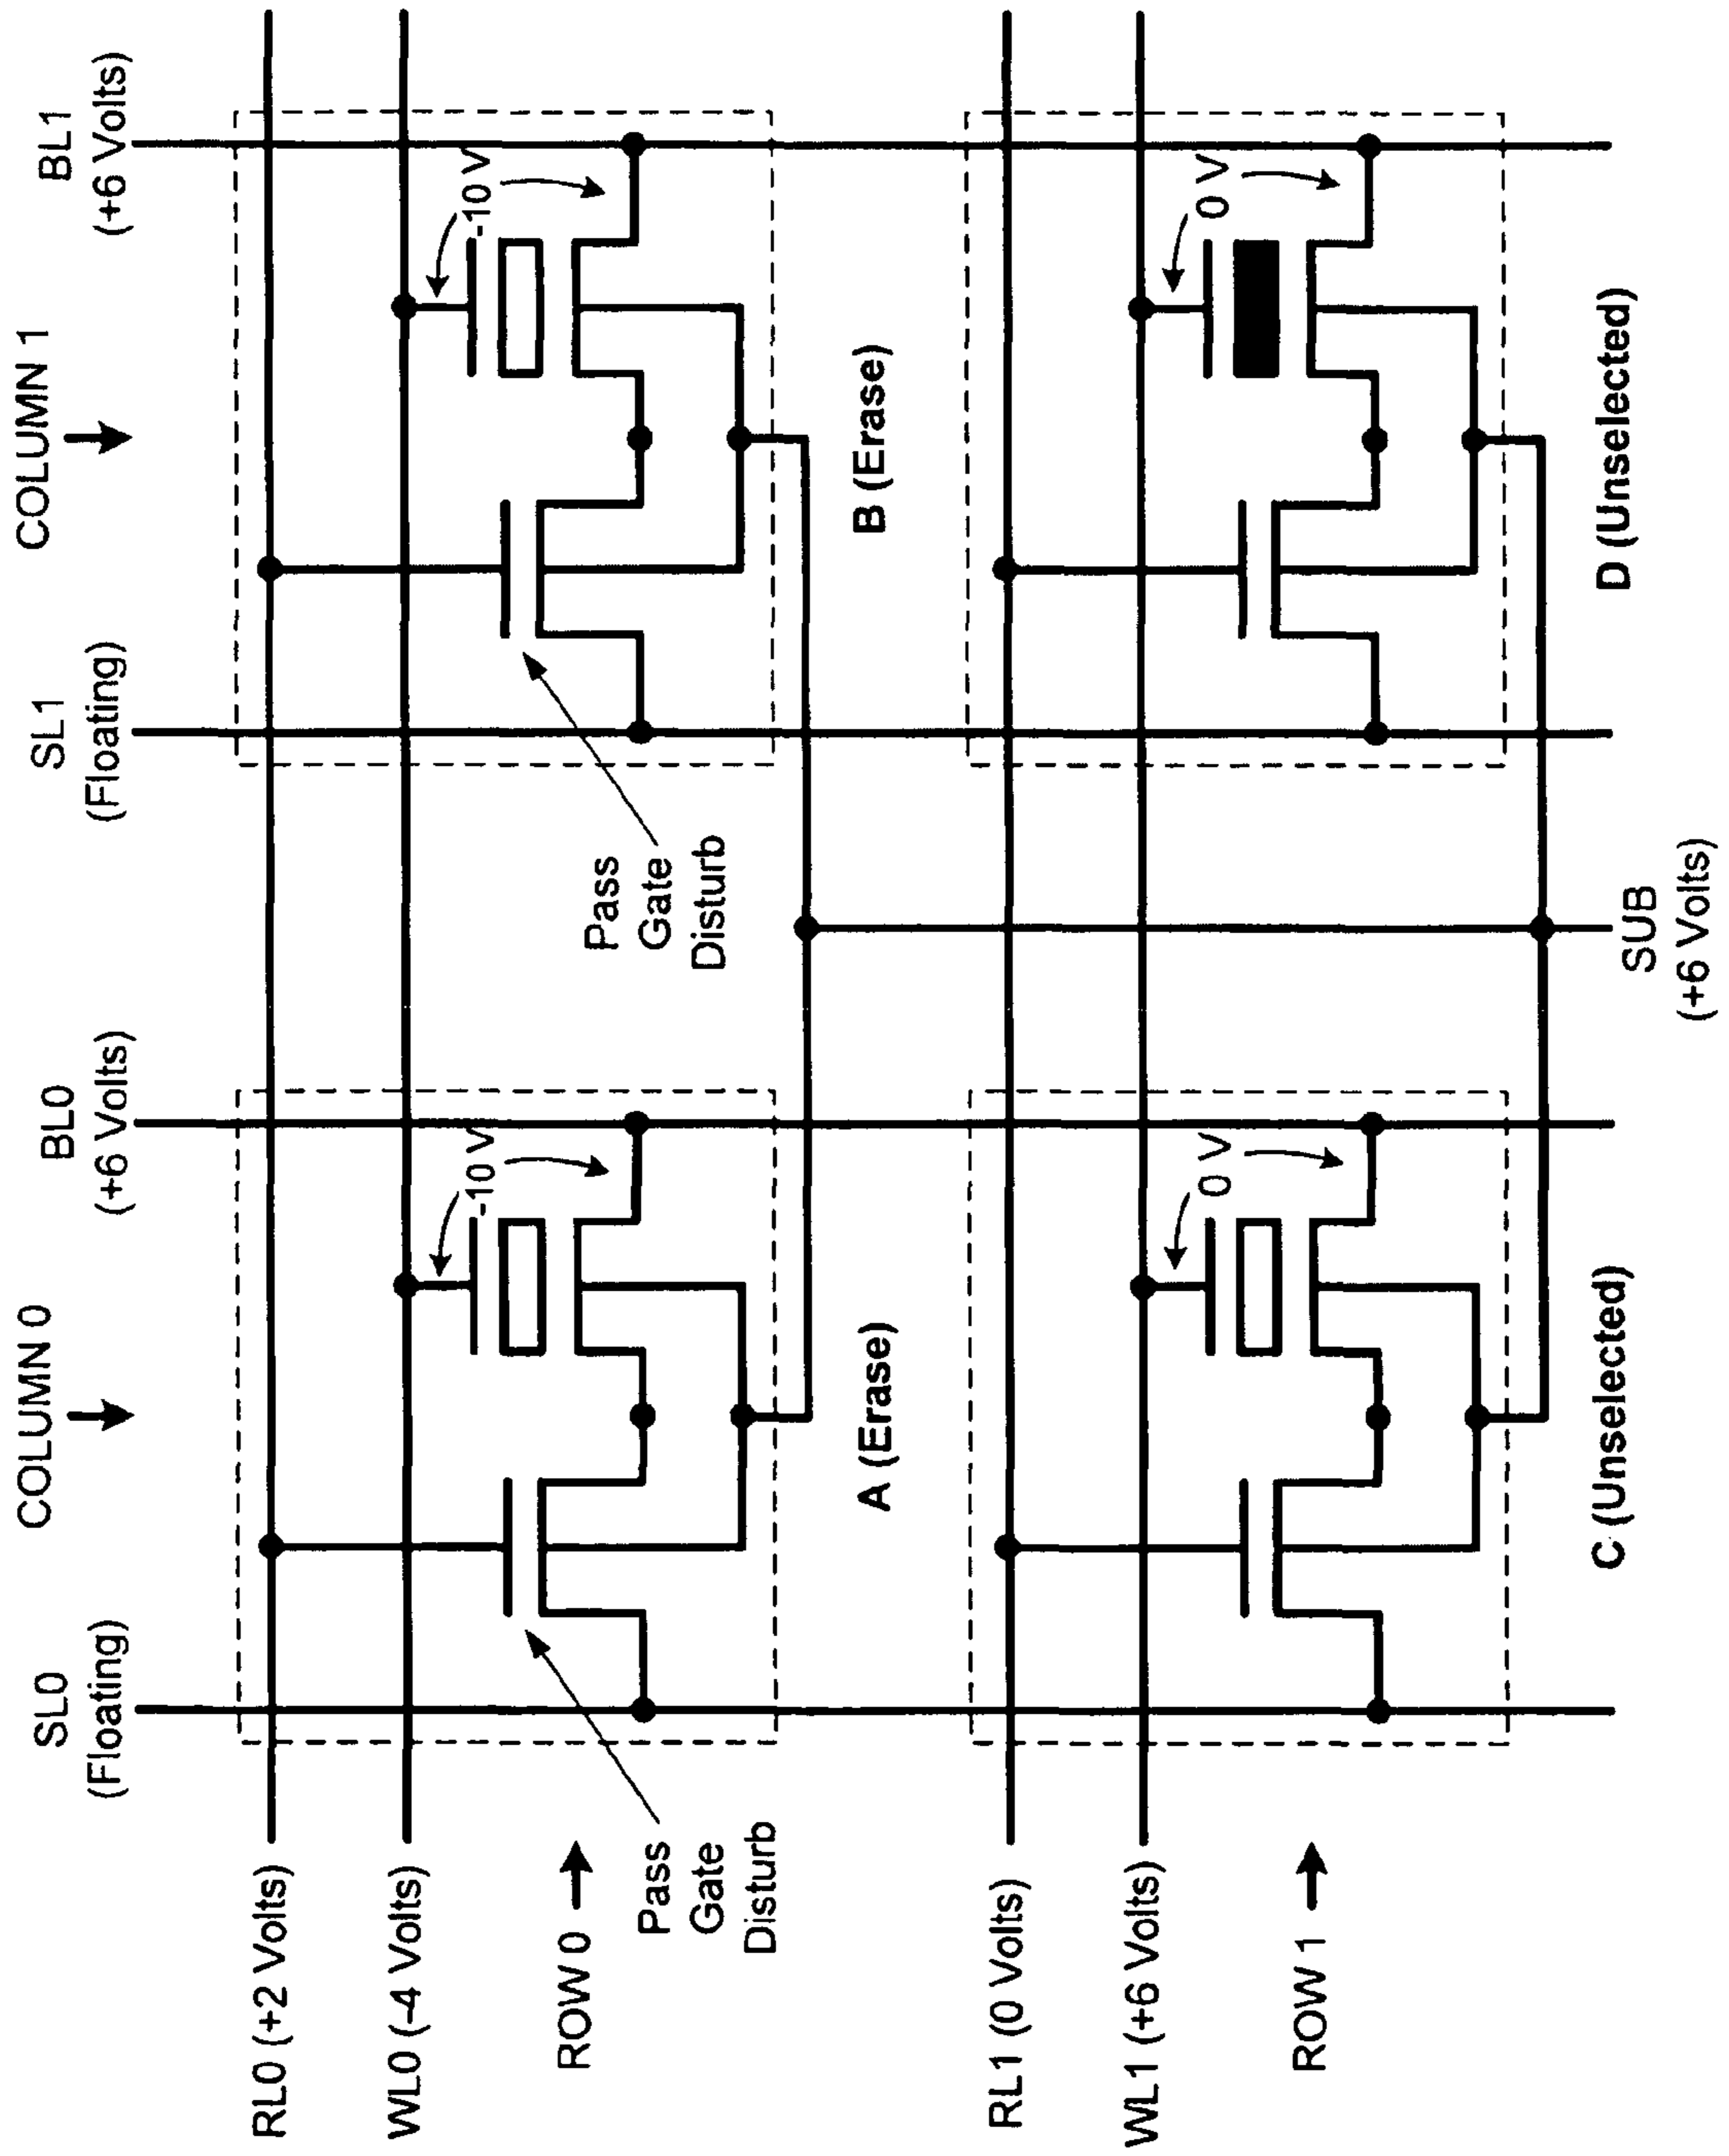 COLUMN 0
COLUMN 1
SL0
(Floating)
BL0
(+6 Volts)
SL1
(Floating)
BL1
(+6 Volts)
RL0 (+2 Volts)
WL0 (–4 Volts)
-10 V
-10 V
ROW 0
Pass
Gate
Disturb
Pass
Gate
Disturb
A (Erase)
B (Erase)
RL1 (0 Volts)
WL1 (+6 Volts)
0 V
0 V
ROW 1
C (Unselected)
D (Unselected)
SUB
(+6 Volts)